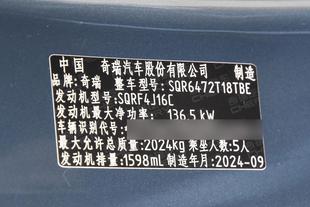 中国 奇瑞汽车股份有限公司 制造
品牌:奇瑞 整车型号:SQR6472T18TBE
发动机型号:SQRF4J16C
发动机最大净功率: 136.5 kW
车辆识别代号:
最大允许总质量:2024kg 乘坐人数:5人
发动机排量:1598mL 制造年月:2024-09